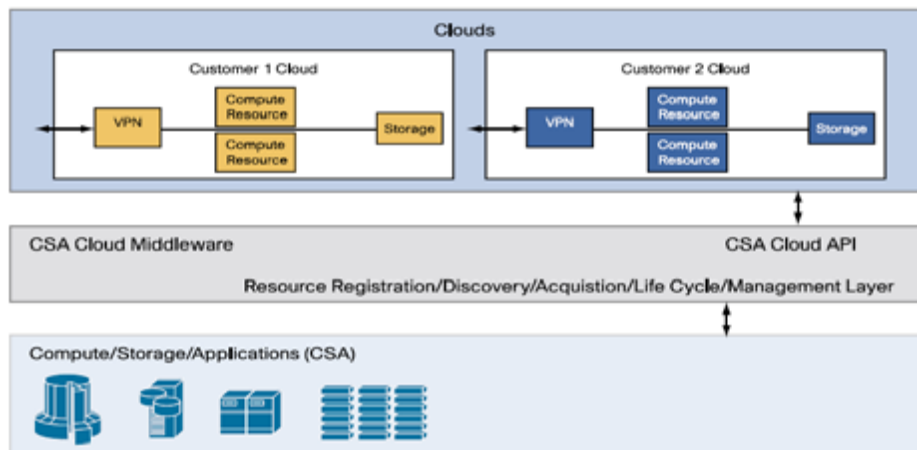 Clouds
Customer 1 Cloud
VPN
Compute
Resource
Compute
Resource
Storage
Customer 2 Cloud
VPN
Compute
Resource
Compute
Resource
Storage
CSA Cloud Middleware
CSA Cloud API
Resource Registration/Discovery/Acquistion/Life Cycle/Management Layer
Compute/Storage/Applications (CSA)